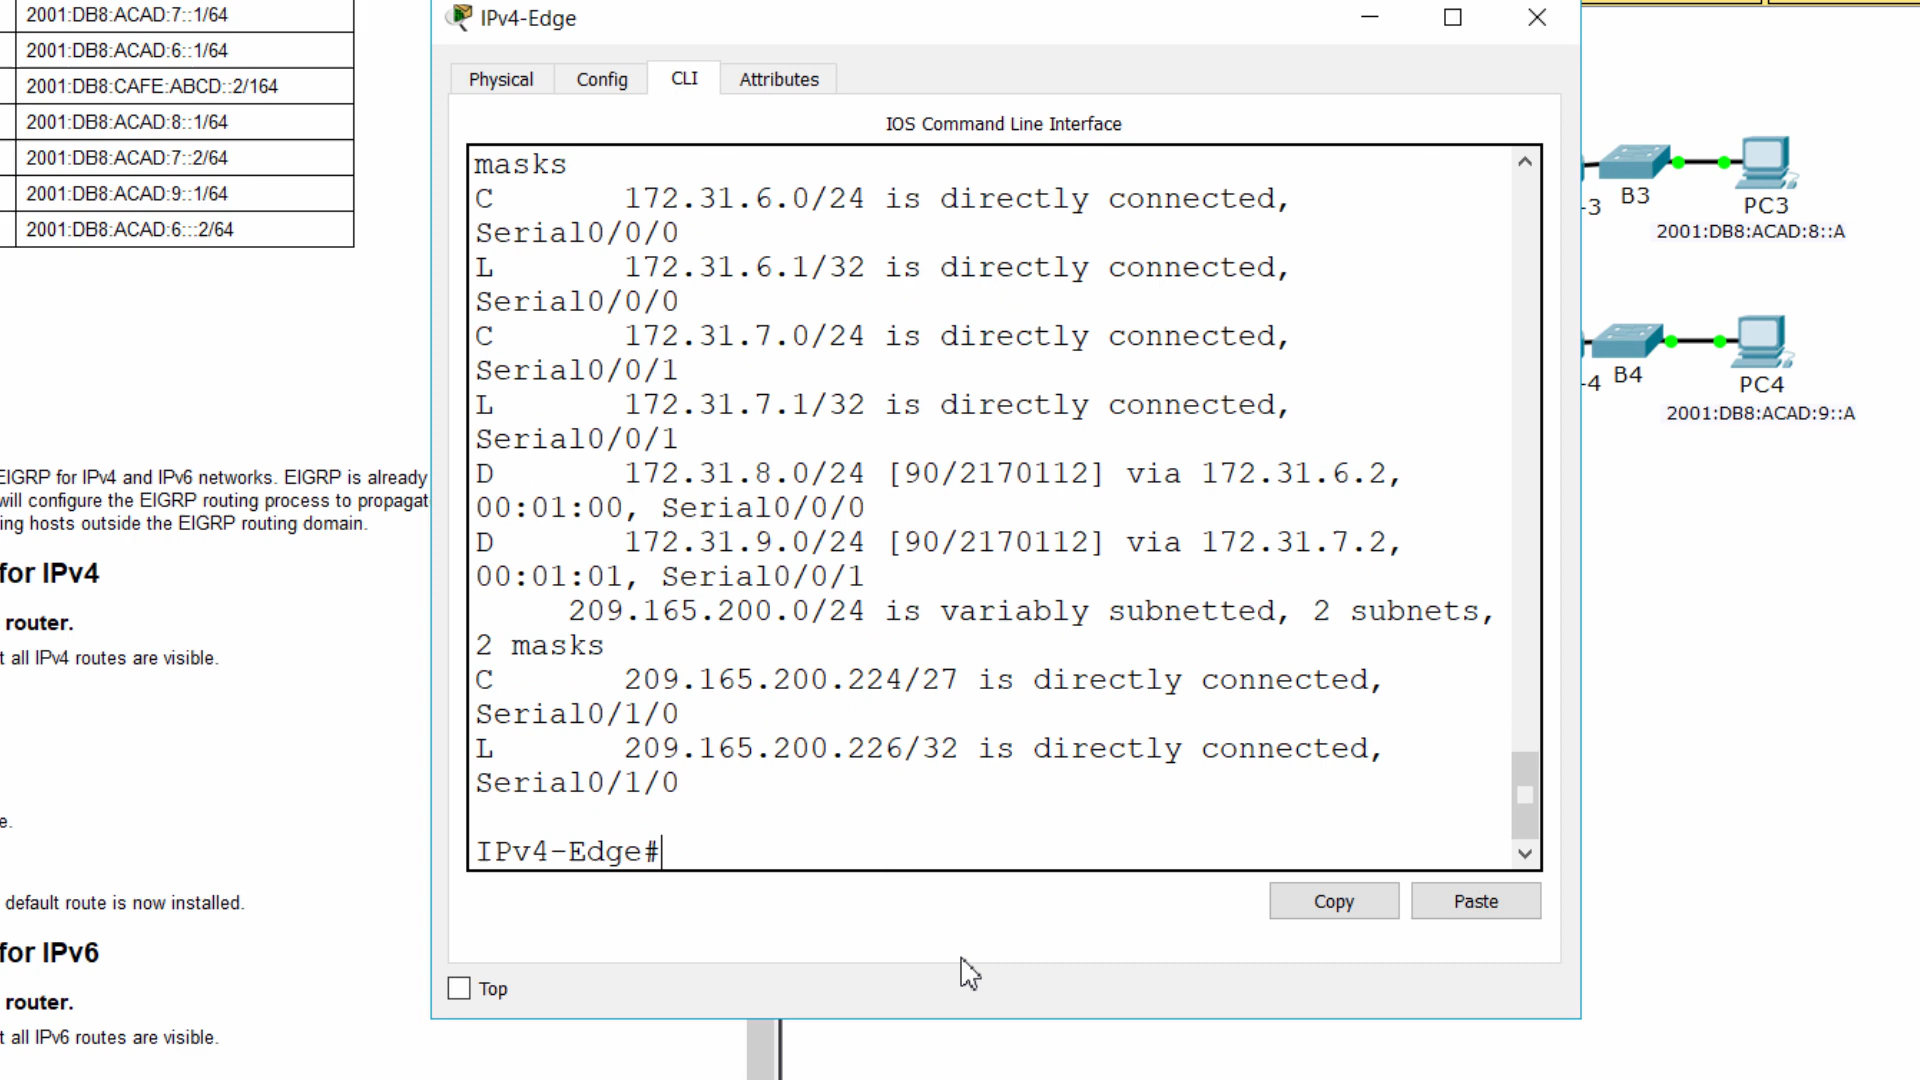 2001:DB8:ACAD:7::1/64
2001:DB8:ACAD:6::1/64
2001:DB8:CAFE:ABCD::2/164
2001:DB8:ACAD:8::1/64
2001:DB8:ACAD:7::2/64
2001:DB8:ACAD:9::1/64
2001:DB8:ACAD:6:::2/64
EIGRP for IPv4 and IPv6 networks. EIGRP is already
will configure the EIGRP routing process to propagat
ing hosts outside the EIGRP routing domain.
for IPv4
router.
t all IPv4 routes are visible.
e.
default route is now installed.
for IPv6
router.
t all IPv6 routes are visible.
IPv4-Edge
Physical
Config
CLI
Attributes
IOS Command Line Interface
masks
C 172.31.6.0/24 is directly connected,
Serial0/0/0
L 172.31.6.1/32 is directly connected,
Serial0/0/0
C 172.31.7.0/24 is directly connected,
Serial0/0/1
L 172.31.7.1/32 is directly connected,
Serial0/0/1
D 172.31.8.0/24 [90/2170112] via 172.31.6.2,
00:01:00, Serial0/0/0
D 172.31.9.0/24 [90/2170112] via 172.31.7.2,
00:01:01, Serial0/0/1
209.165.200.0/24 is variably subnetted, 2 subnets,
2 masks
C 209.165.200.224/27 is directly connected,
Serial0/1/0
L 209.165.200.226/32 is directly connected,
Serial0/1/0
IPv4-Edge#
Copy
Paste
Top
-3
B3
PC3
2001:DB8:ACAD:8::A
-4
B4
PC4
2001:DB8:ACAD:9::A